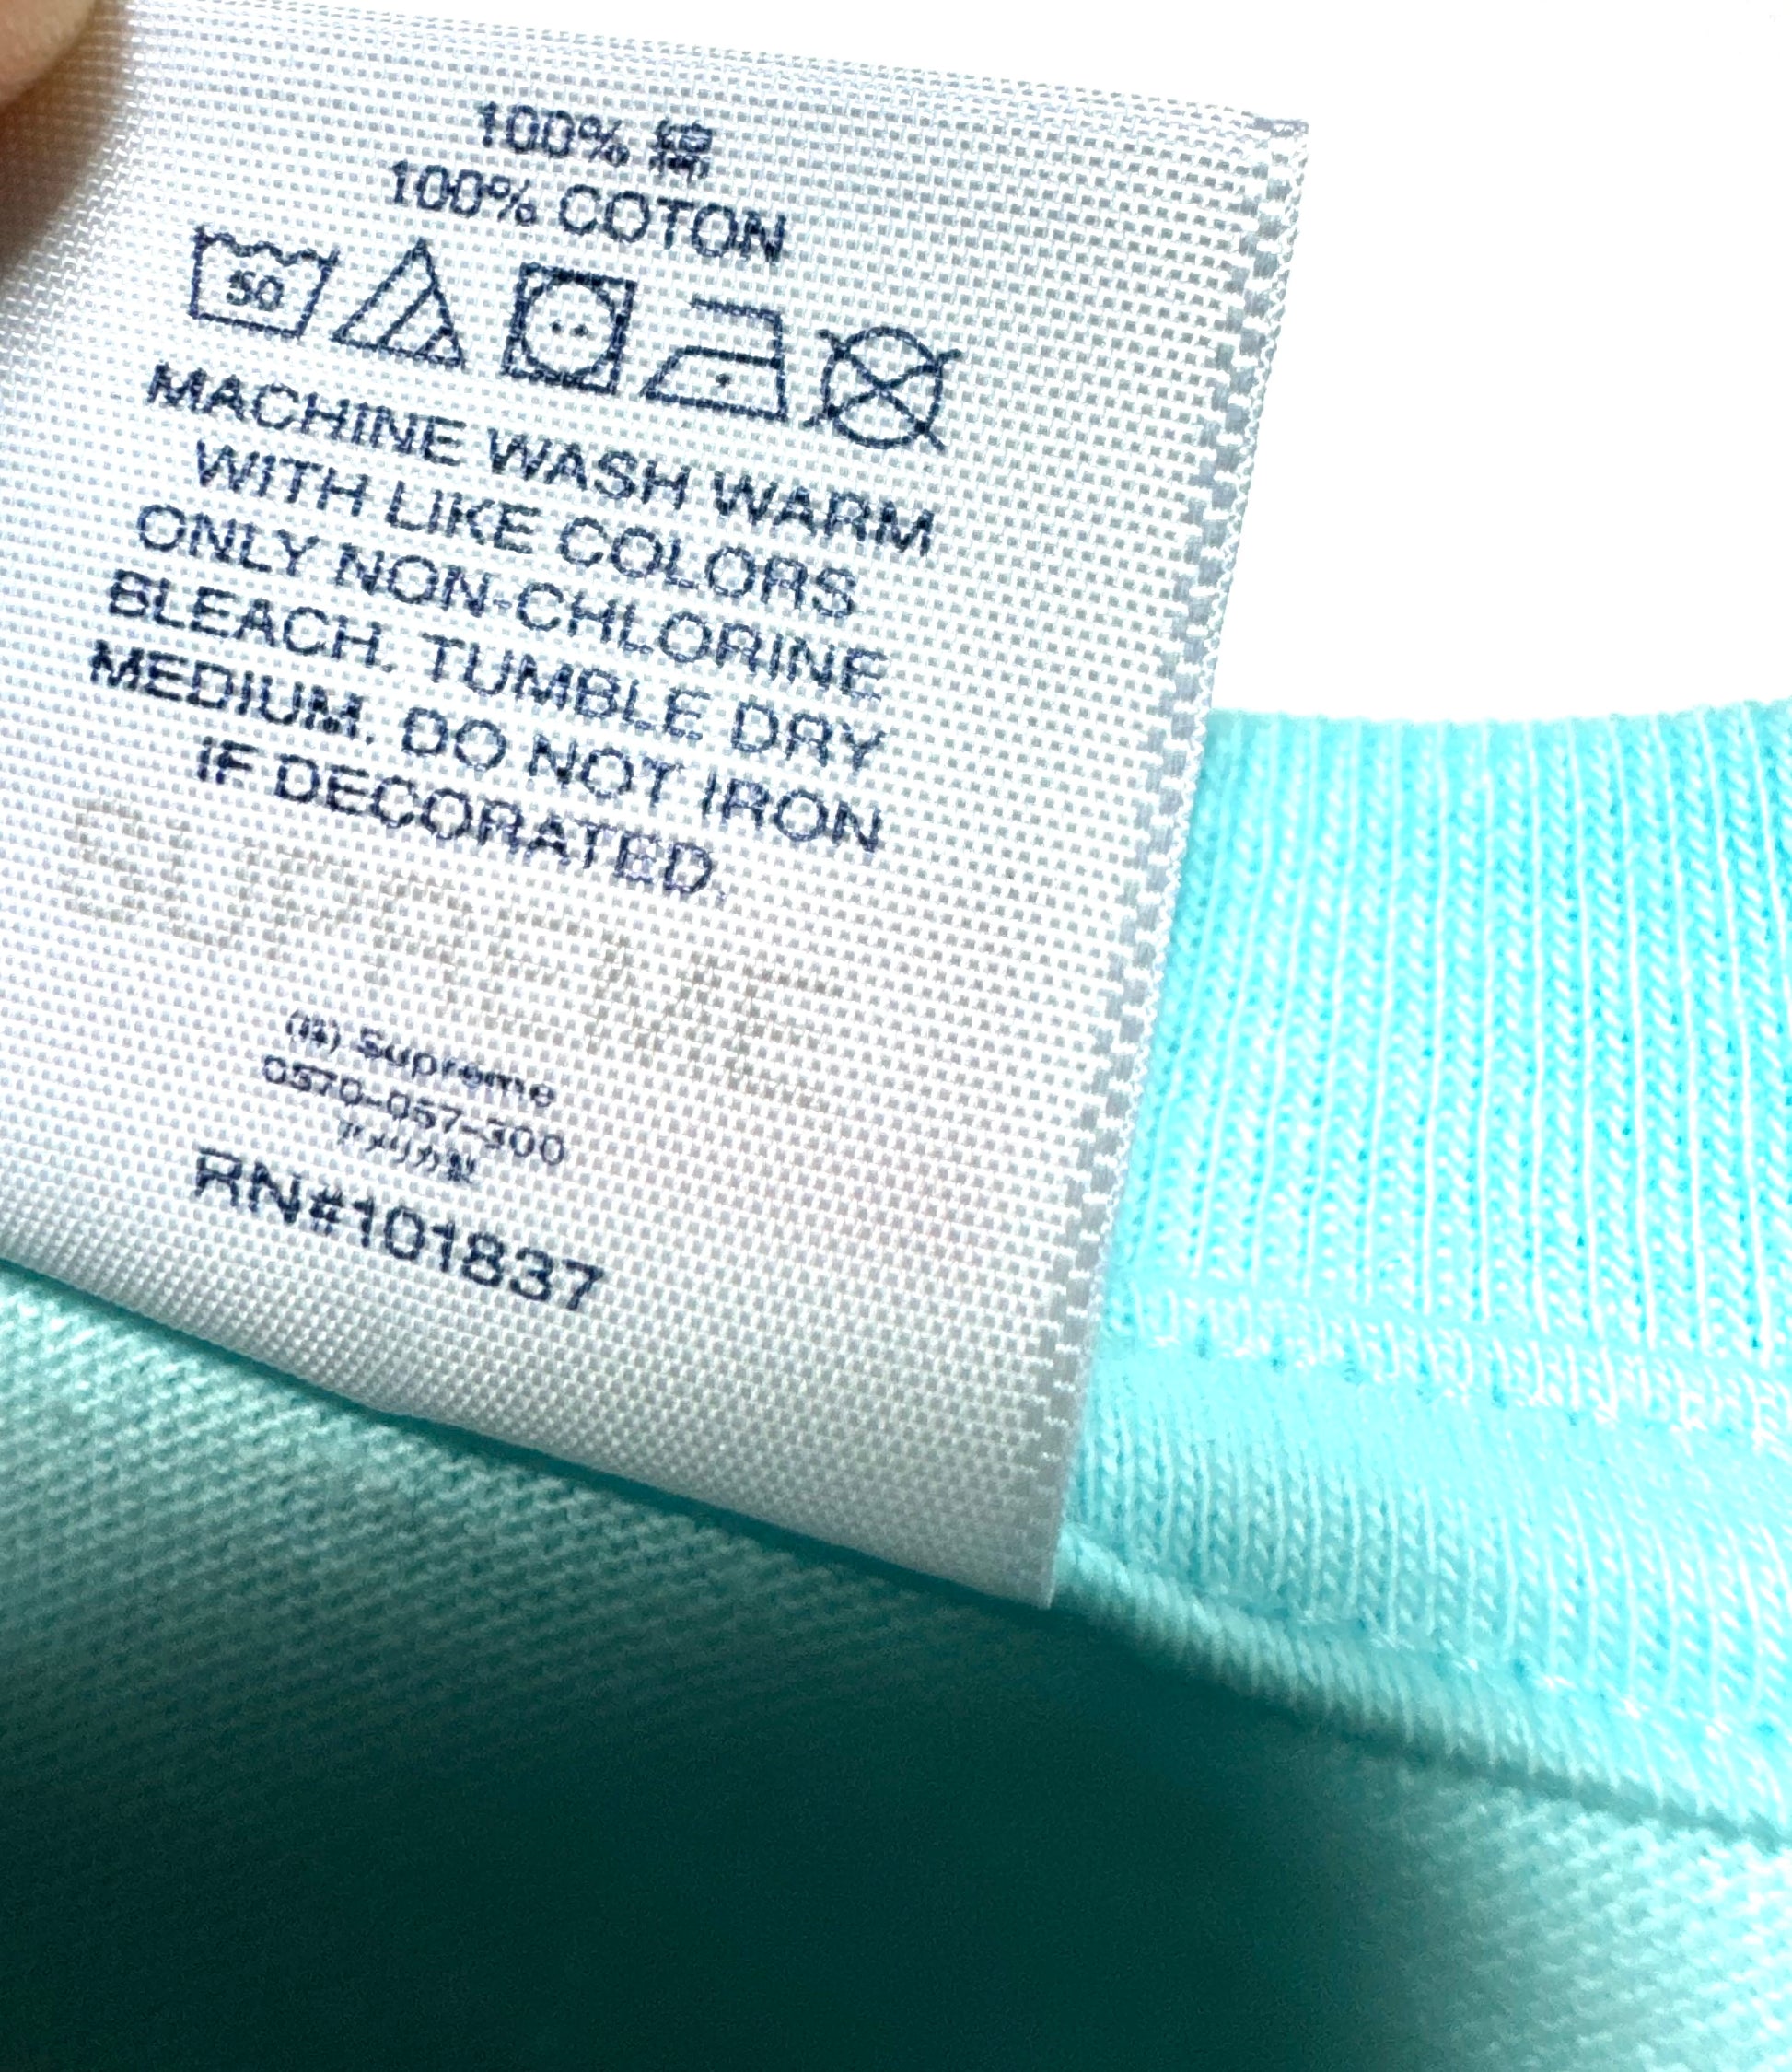 100% 綿
100% COTON
50
MACHINE WASH WARM
WITH LIKE COLORS
ONLY NON-CHLORINE
BLEACH. TUMBLE DRY
MEDIUM. DO NOT IRON
IF DECORATED.
SUPREME
(株) Supreme
0570-057-300
アメリカ製
RN#101837